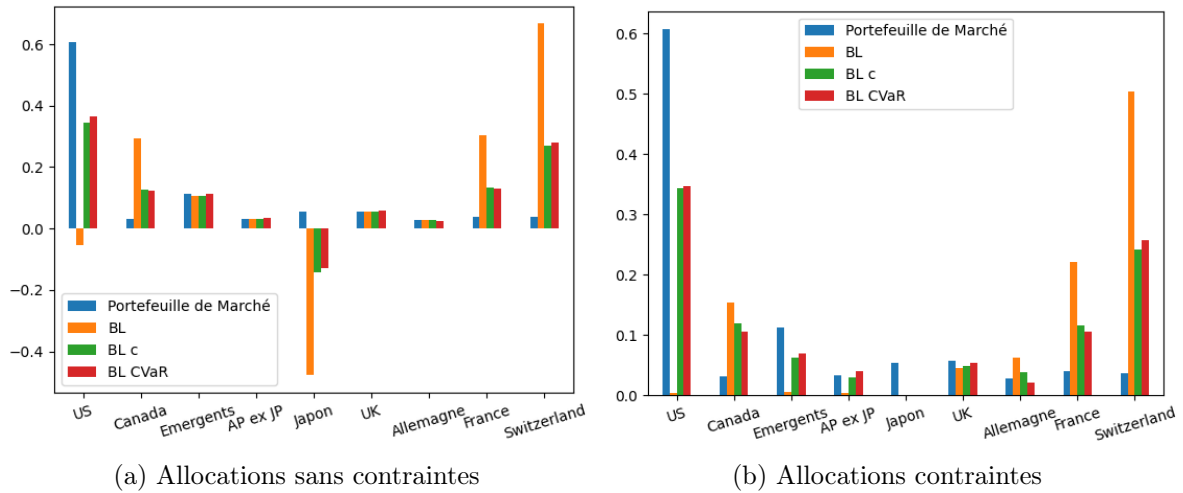 0.6
0.4
0.2
0.0
−0.2
−0.4
Portefeuille de Marché
BL
BL c
BL CVaR
US
Canada
Emergents
AP ex JP
Japon
UK
Allemagne
France
Switzerland
(a) Allocations sans contraintes
0.6
0.5
0.4
0.3
0.2
0.1
0.0
Portefeuille de Marché
BL
BL c
BL CVaR
US
Canada
Emergents
AP ex JP
Japon
UK
Allemagne
France
Switzerland
(b) Allocations contraintes